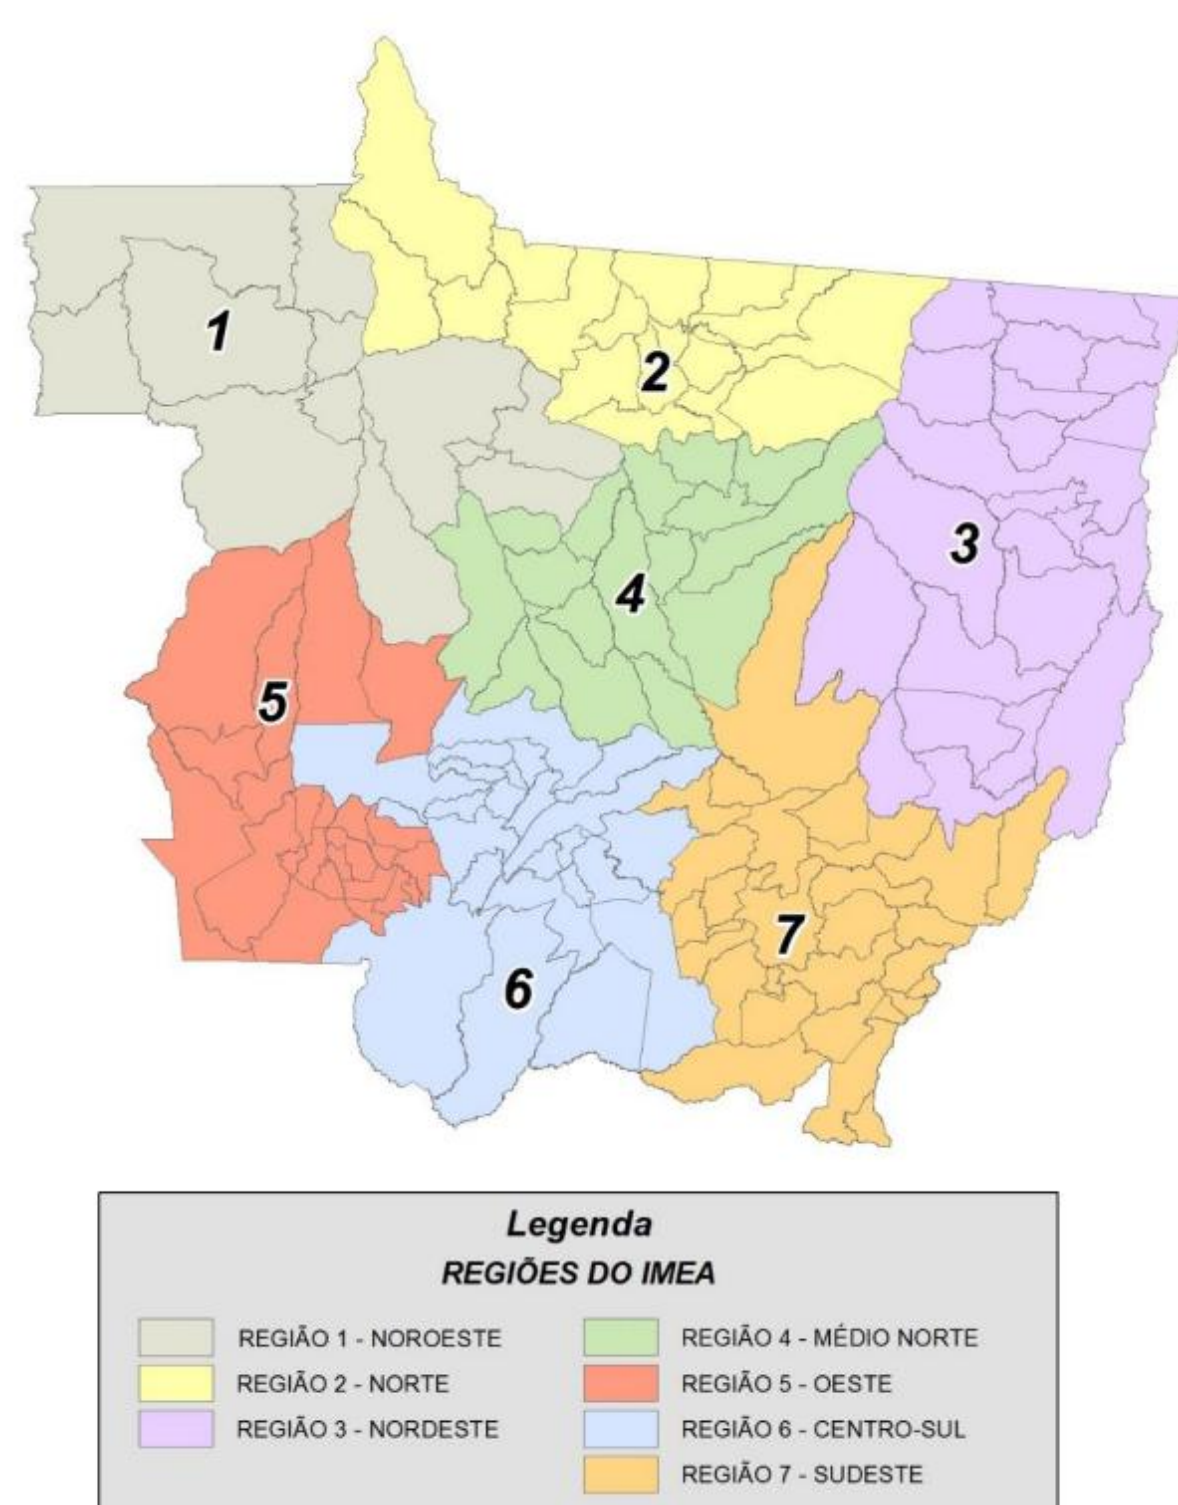 1
2
3
4
5
6
7
Legenda
REGIÕES DO IMEA
REGIÃO 1 - NOROESTE
REGIÃO 2 - NORTE
REGIÃO 3 - NORDESTE
REGIÃO 4 - MÉDIO NORTE
REGIÃO 5 - OESTE
REGIÃO 6 - CENTRO-SUL
REGIÃO 7 - SUDESTE